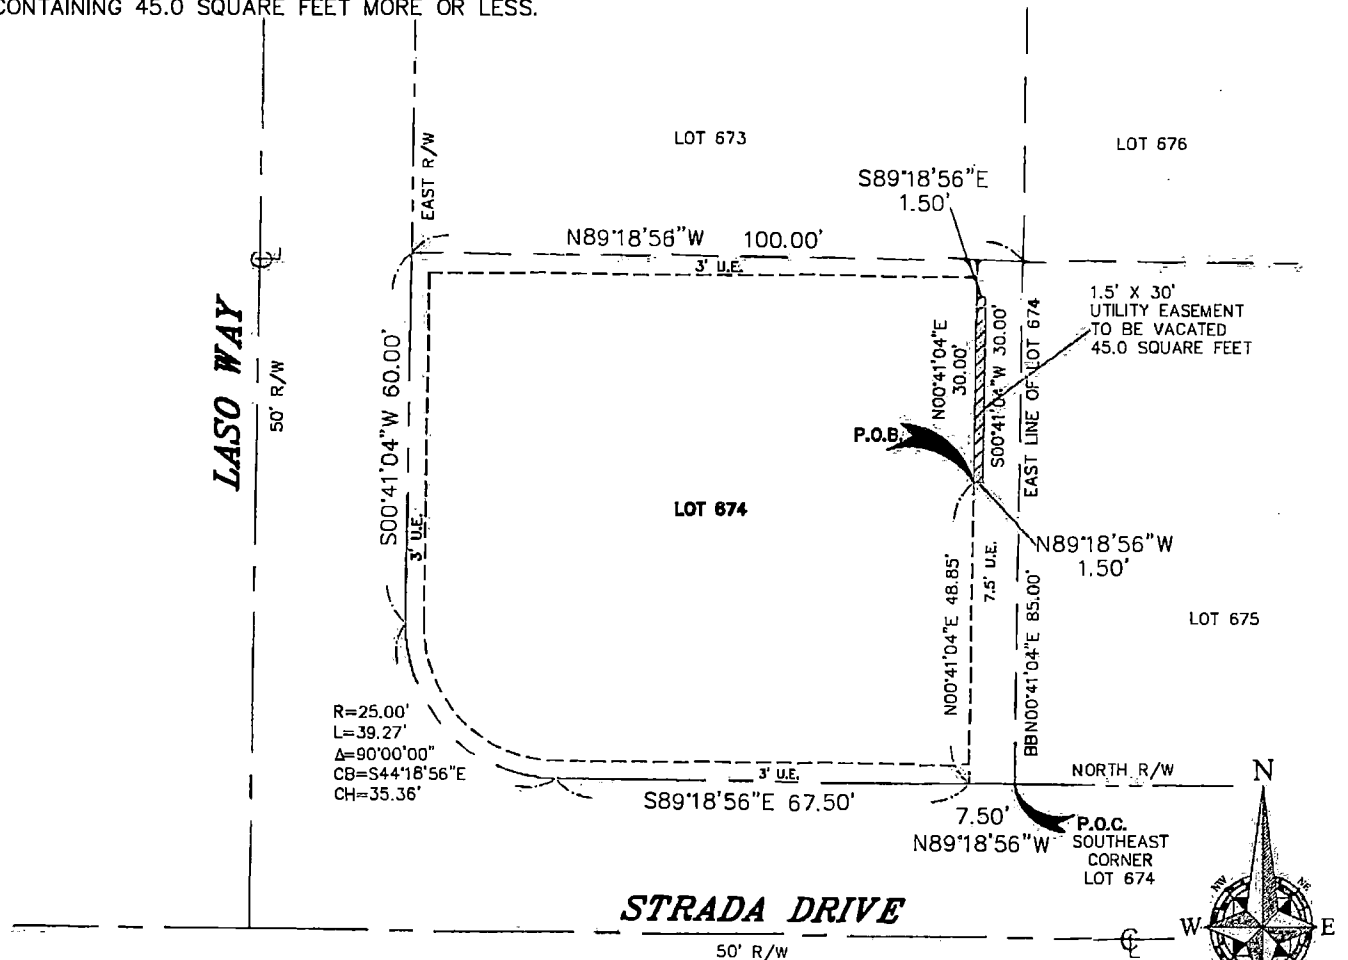 CONTAINING 45.0 SQUARE FEET MORE OR LESS.
LOT 673
LOT 676
EAST R/W
S89°18'56"E
1.50'
N89°18'56"W 100.00'
3' U.E.
℄
1.5' X 30'
UTILITY EASEMENT
TO BE VACATED
45.0 SQUARE FEET
LASO WAY
50' R/W
S00°41'04"W 60.00'
3' U.E.
N00°41'04"E
30.00'
S00°41'04"W 30.00'
EAST LINE OF LOT 674
P.O.B.
LOT 674
N89°18'56"W
1.50'
N00°41'04"E 48.85'
7.5' U.E.
BBN00°41'04"E 85.00'
LOT 675
R=25.00'
L=39.27'
Δ=90°00'00"
CB=S44°18'56"E
CH=35.36'
3' U.E.
S89°18'56"E 67.50'
NORTH R/W
7.50'
N89°18'56"W
P.O.C.
SOUTHEAST
CORNER
LOT 674
STRADA DRIVE
50' R/W
℄
N
NW
NE
W
E